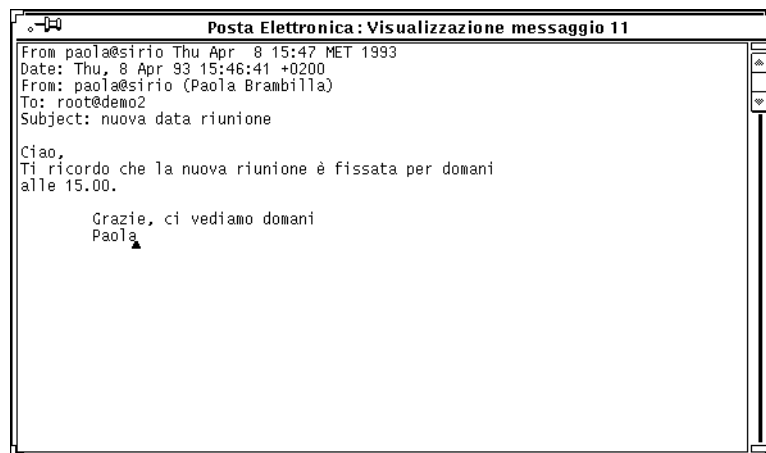 Posta Elettronica : Visualizzazione messaggio 11
From paola@sirio Thu Apr  8 15:47 MET 1993
Date: Thu, 8 Apr 93 15:46:41 +0200
From: paola@sirio (Paola Brambilla)
To: root@demo2
Subject: nuova data riunione
Ciao,
Ti ricordo che la nuova riunione è fissata per domani
alle 15.00.
Grazie, ci vediamo domani
Paola